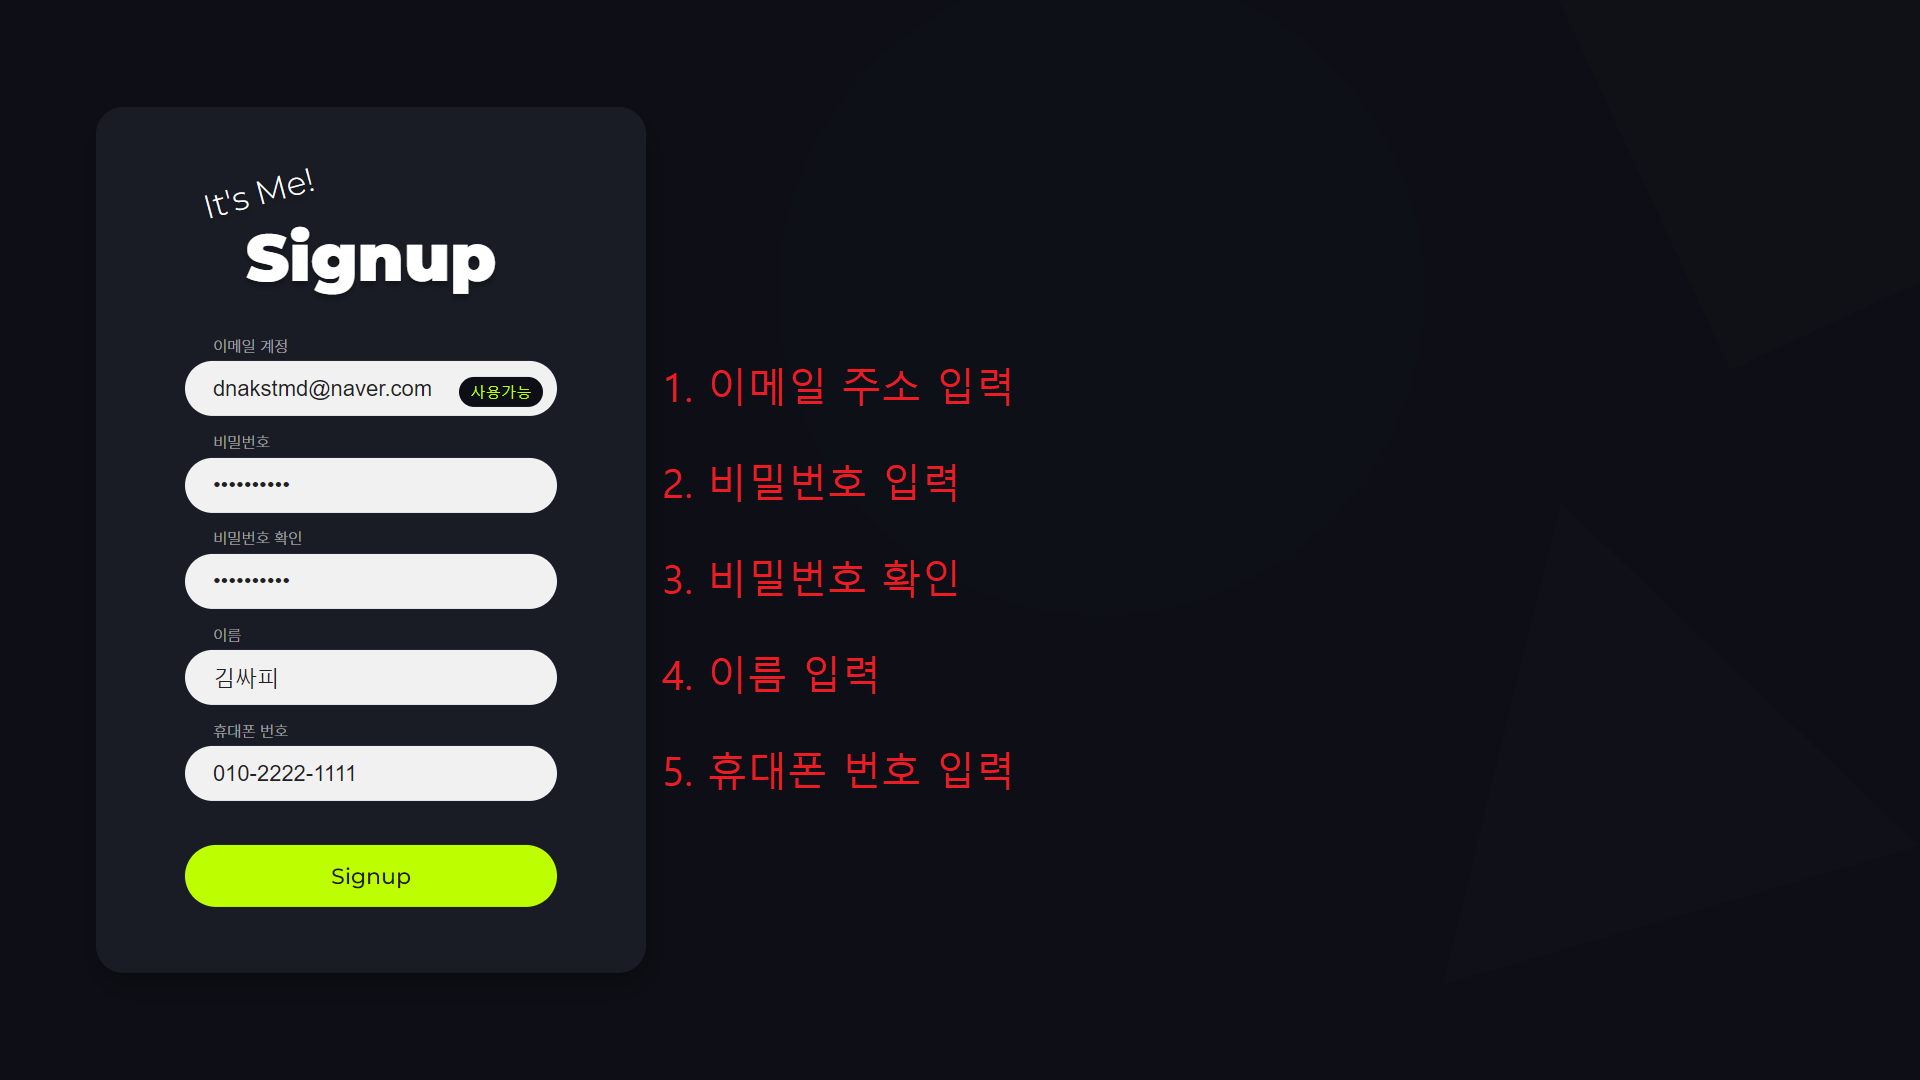 It's Me!
Signup
이메일 계정
dnakstmd@naver.com 사용가능
1. 이메일 주소 입력
비밀번호
••••••••••
2. 비밀번호 입력
비밀번호 확인
••••••••••
3. 비밀번호 확인
이름
김싸피
4. 이름 입력
휴대폰 번호
010-2222-1111
5. 휴대폰 번호 입력
Signup